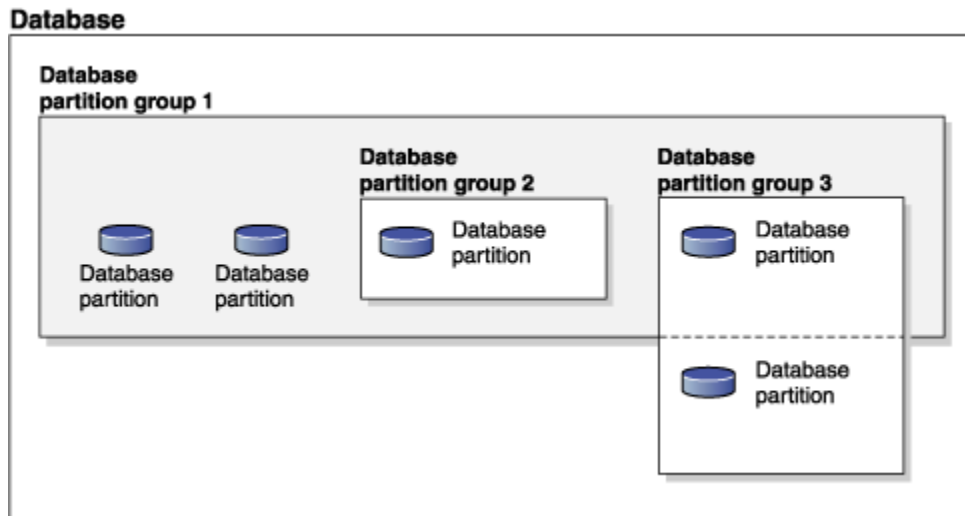 Database
Database
partition group 1
Database
partition group 2
Database
partition group 3
Database
partition
Database
partition
Database
partition
Database
partition
Database
partition